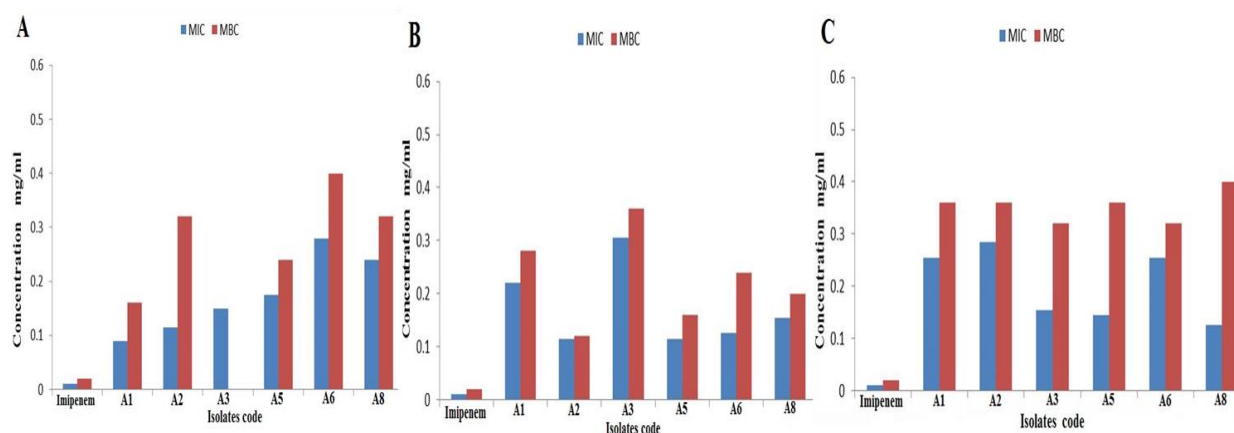 A
MIC MBC
0.6
0.5
0.4
0.3
0.2
0.1
0
Concentration mg/ml
Imipenem A1 A2 A3 A5 A6 A8
Isolates code
B
MIC MBC
0.6
0.5
0.4
0.3
0.2
0.1
0
Concentration mg/ml
Imipenem A1 A2 A3 A5 A6 A8
Isolates code
C
MIC MBC
0.6
0.5
0.4
0.3
0.2
0.1
0
Concentration mg/ml
Imipenem A1 A2 A3 A5 A6 A8
Isolates code